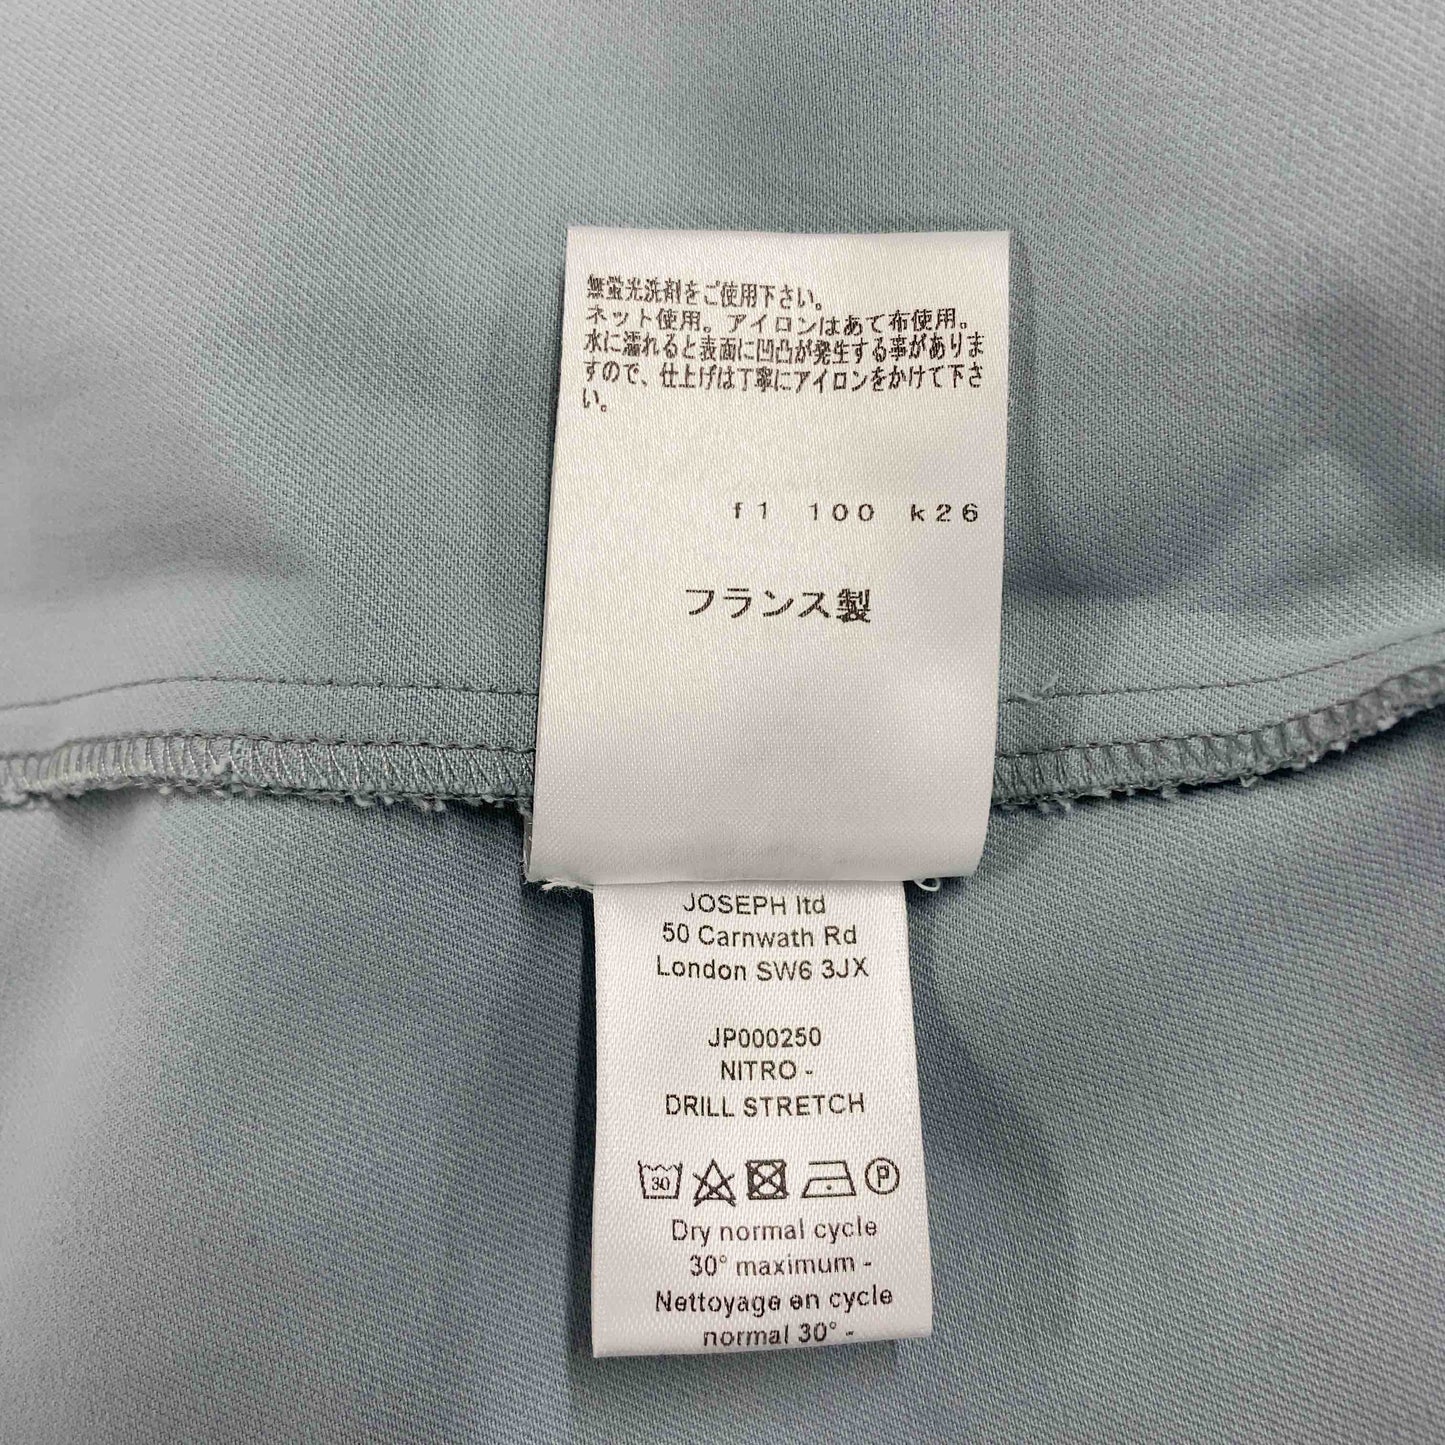 無蛍光洗剤をご使用下さい。
ネット使用。アイロンはあて布使用。
水に濡れると表面に凹凸が発生する事がありま
すので、仕上げは丁寧にアイロンをかけて下さ
い。
f1 100 k26
フランス製
JOSEPH ltd
50 Carnwath Rd
London SW6 3JX
JP000250
NITRO -
DRILL STRETCH
30 P
Dry normal cycle
30° maximum -
Nettoyage en cycle
normal 30° -